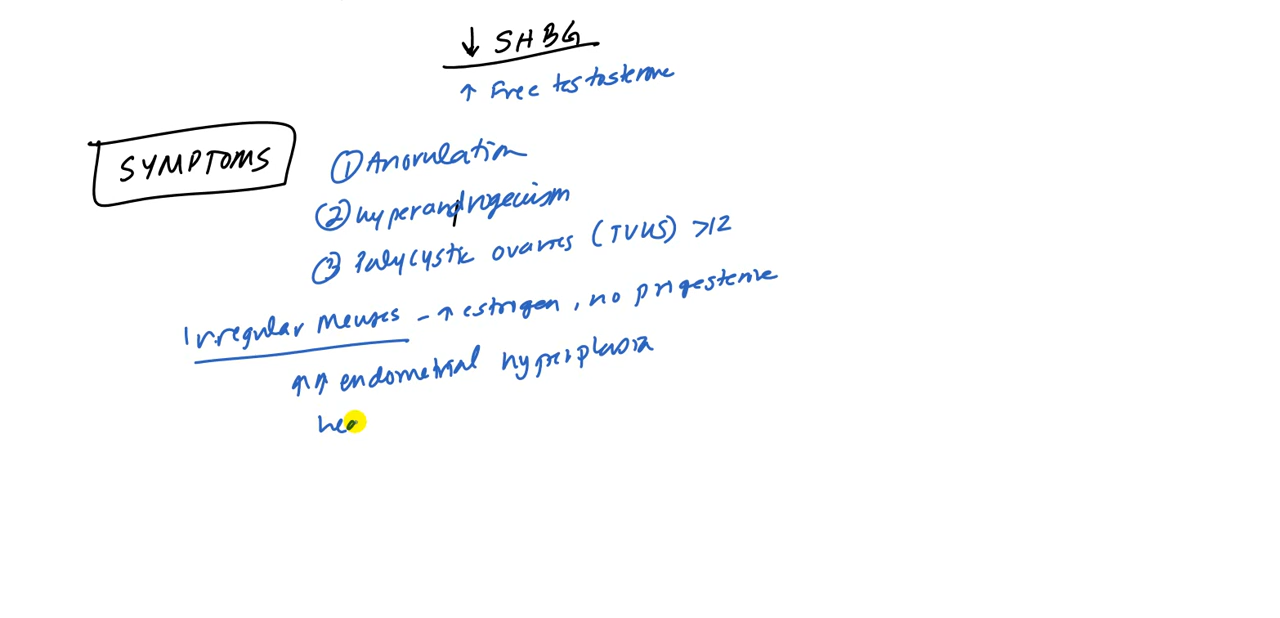 ↓ SHBG
↑ Free testosterone
SYMPTOMS
① Anovulation
② hyperandrogenism
③ Polycystic ovaries (TVUS) >12
Irregular Menses - ↑ estrogen, no progesterone
↑↑ endometrial hyperplasia
hea